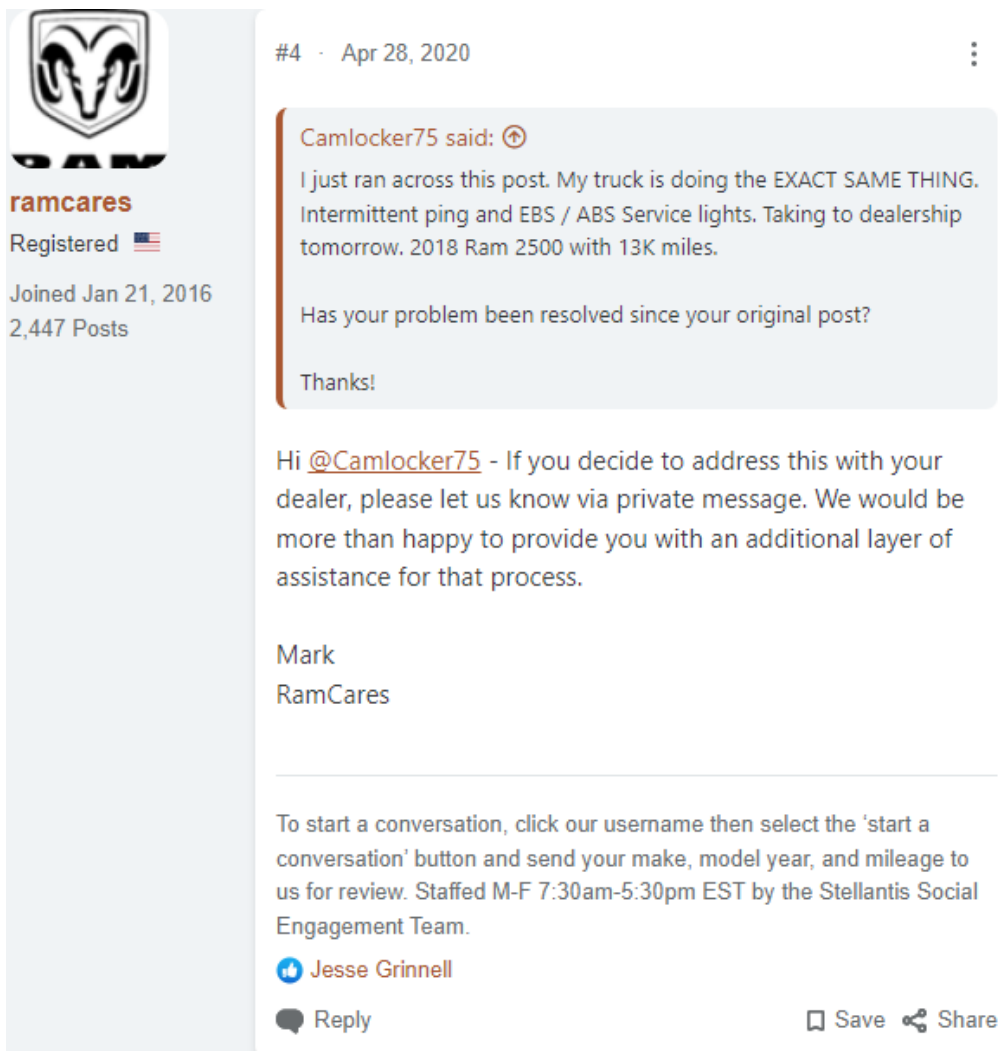 RAM
#4 · Apr 28, 2020
ramcares
Registered
Joined Jan 21, 2016
2,447 Posts
Camlocker75 said:
I just ran across this post. My truck is doing the EXACT SAME THING.
Intermittent ping and EBS / ABS Service lights. Taking to dealership
tomorrow. 2018 Ram 2500 with 13K miles.
Has your problem been resolved since your original post?
Thanks!
Hi @Camlocker75 - If you decide to address this with your
dealer, please let us know via private message. We would be
more than happy to provide you with an additional layer of
assistance for that process.
Mark
RamCares
To start a conversation, click our username then select the ‘start a
conversation’ button and send your make, model year, and mileage to
us for review. Staffed M-F 7:30am-5:30pm EST by the Stellantis Social
Engagement Team.
Jesse Grinnell
Reply
Save
Share